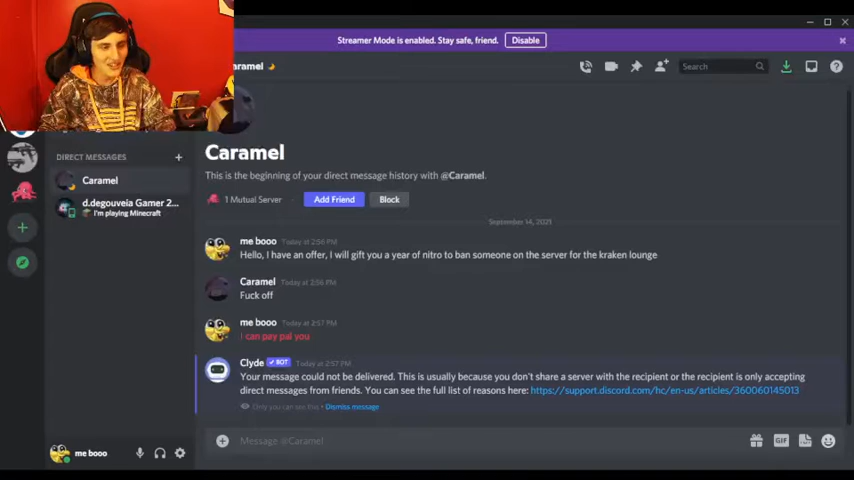 Streamer Mode is enabled. Stay safe, friend. Disable
aramel
Search
DIRECT MESSAGES
Caramel
d.degouveia Gamer 2...
I'm playing Minecraft
Caramel
This is the beginning of your direct message history with @Caramel.
1 Mutual Server Add Friend Block
September 14, 2021
me booo Today at 2:56 PM
Hello, I have an offer, I will gift you a year of nitro to ban someone on the server for the kraken lounge
Caramel Today at 2:56 PM
Fuck off
me booo Today at 2:57 PM
I can pay pal you
Clyde BOT Today at 2:57 PM
Your message could not be delivered. This is usually because you don't share a server with the recipient or the recipient is only accepting
direct messages from friends. You can see the full list of reasons here: https://support.discord.com/hc/en-us/articles/360060145013
Only you can see this • Dismiss message
me booo
Message @Caramel
GIF